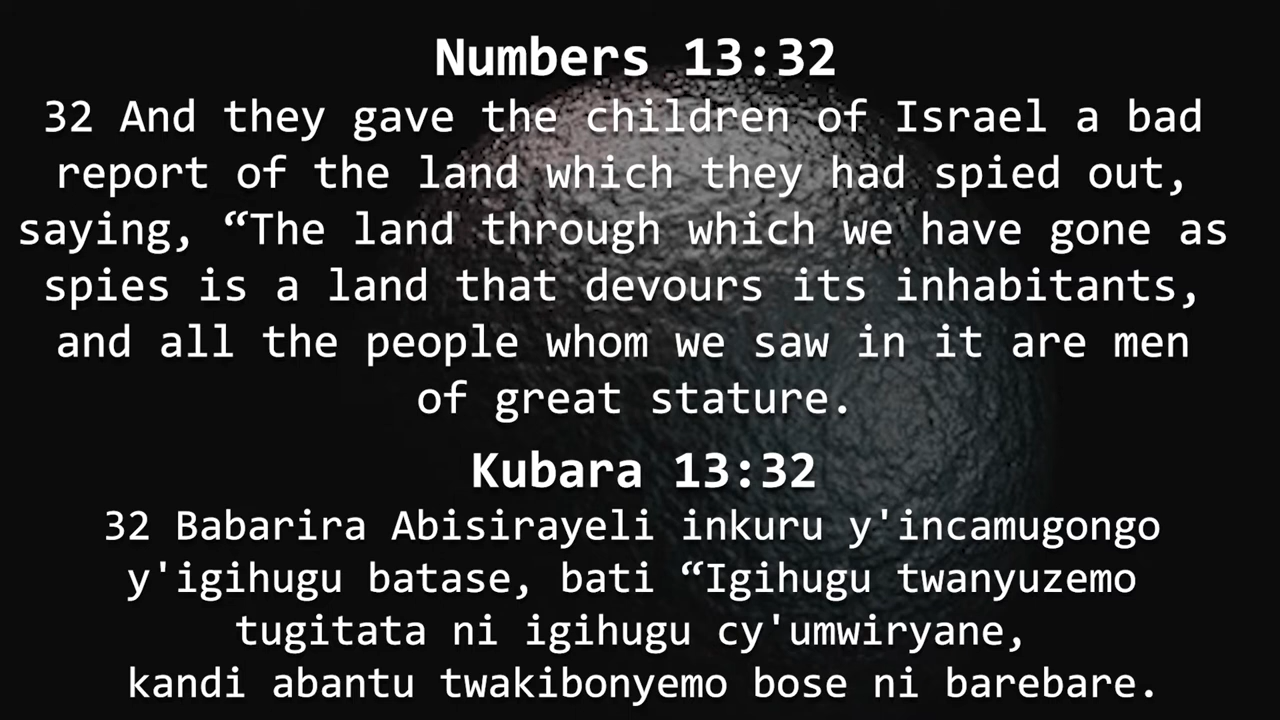 Numbers 13:32
32 And they gave the children of Israel a bad
report of the land which they had spied out,
saying, “The land through which we have gone as
spies is a land that devours its inhabitants,
and all the people whom we saw in it are men
of great stature.
Kubara 13:32
32 Babarira Abisirayeli inkuru y'incamugongo
y'igihugu batase, bati “Igihugu twanyuzemo
tugitata ni igihugu cy'umwiryane,
kandi abantu twakibonyemo bose ni barebare.